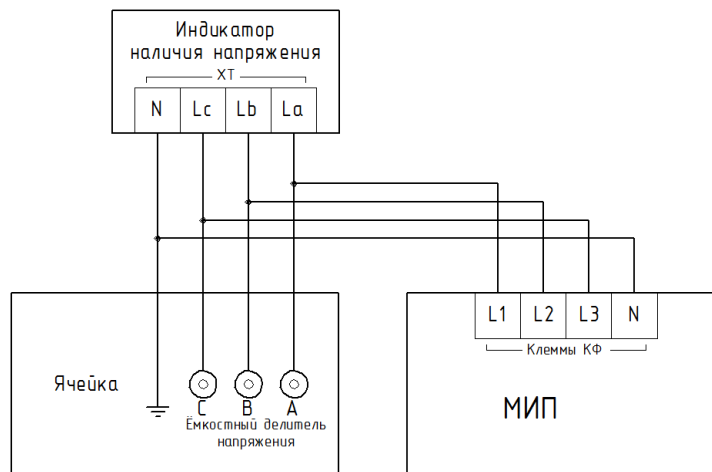 Индикатор
наличия напряжения
XT
N Lc Lb La
L1 L2 L3 N
Клеммы КФ
Ячейка
C B A
Ёмкостный делитель
напряжения
МИП